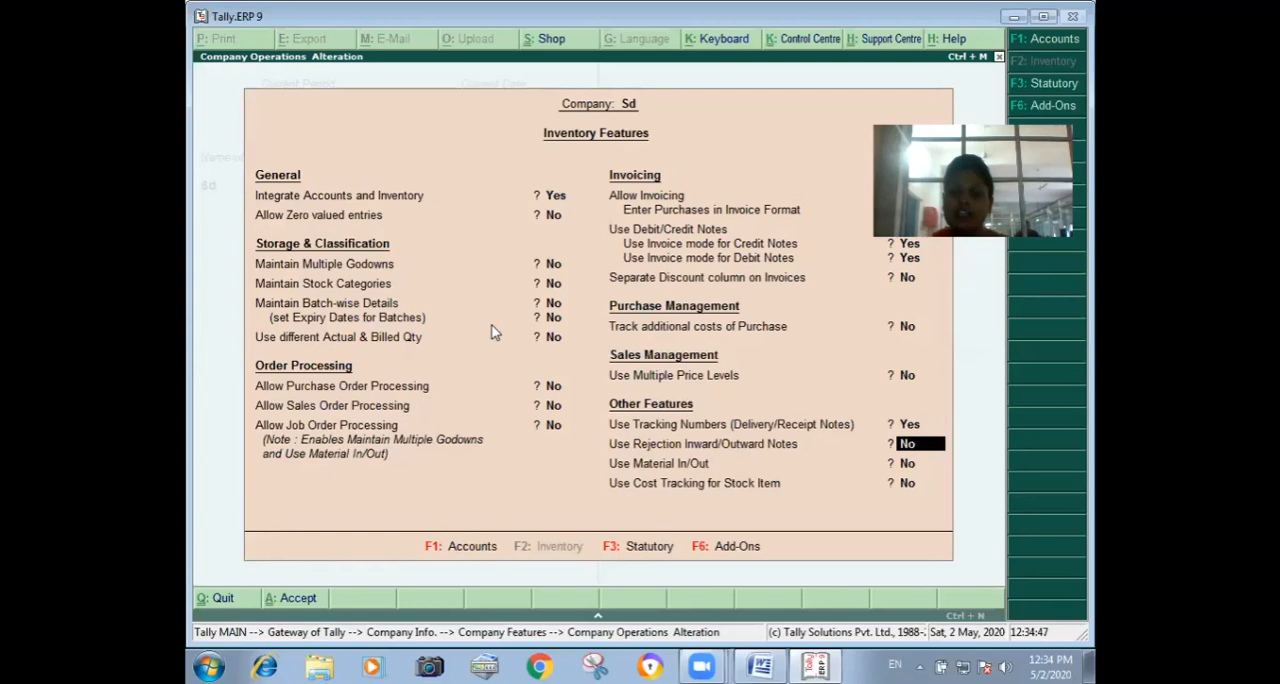 Tally.ERP 9
P: Print E: Export M: E-Mail O: Upload S: Shop G: Language K: Keyboard K: Control Centre H: Support Centre H: Help
F1: Accounts
F2: Inventory
F3: Statutory
F6: Add-Ons
Company Operations Alteration Ctrl + M
Current Period Current Date
Company: Sd
Inventory Features
Sd
General
Integrate Accounts and Inventory ? Yes
Allow Zero valued entries ? No
Storage & Classification
Maintain Multiple Godowns ? No
Maintain Stock Categories ? No
Maintain Batch-wise Details ? No
(set Expiry Dates for Batches) ? No
Use different Actual & Billed Qty ? No
Order Processing
Allow Purchase Order Processing ? No
Allow Sales Order Processing ? No
Allow Job Order Processing ? No
(Note : Enables Maintain Multiple Godowns
and Use Material In/Out)
Invoicing
Allow Invoicing
Enter Purchases in Invoice Format
Use Debit/Credit Notes
Use Invoice mode for Credit Notes ? Yes
Use Invoice mode for Debit Notes ? Yes
Separate Discount column on Invoices ? No
Purchase Management
Track additional costs of Purchase ? No
Sales Management
Use Multiple Price Levels ? No
Other Features
Use Tracking Numbers (Delivery/Receipt Notes) ? Yes
Use Rejection Inward/Outward Notes ? No
Use Material In/Out ? No
Use Cost Tracking for Stock Item ? No
F1: Accounts F2: Inventory F3: Statutory F6: Add-Ons
Q: Quit A: Accept
Ctrl + N
Tally MAIN --> Gateway of Tally --> Company Info. --> Company Features --> Company Operations Alteration (c) Tally Solutions Pvt. Ltd., 1988- Sat, 2 May, 2020 12:34:47
EN 12:34 PM
5/2/2020